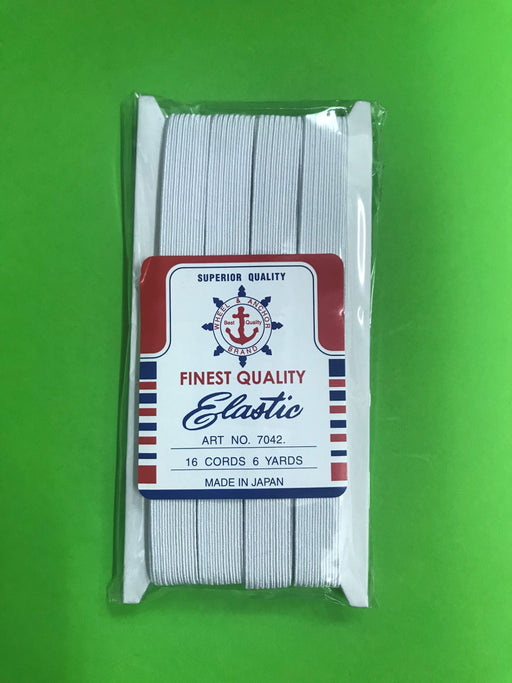 SUPERIOR QUALITY
WHEEL & ANCHOR
Best Quality
BRAND
FINEST QUALITY
Elastic
ART NO. 7042.
16 CORDS 6 YARDS
MADE IN JAPAN